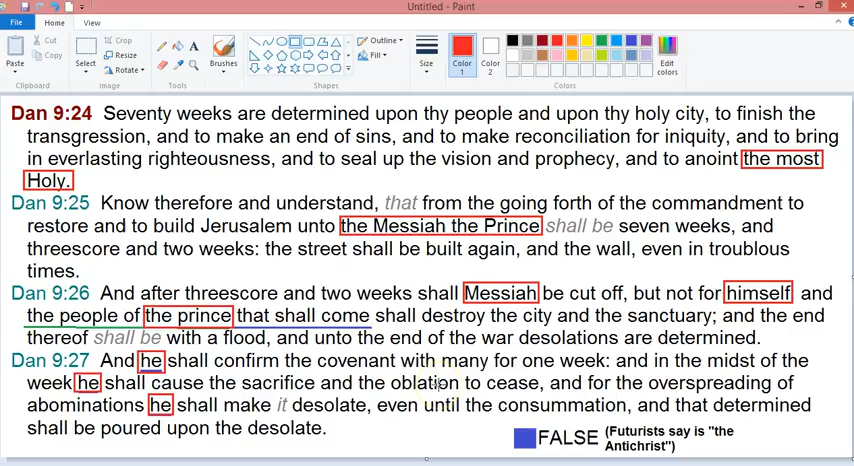 Untitled - Paint
File Home View
Paste Cut Copy Select Crop Resize Rotate Brushes Outline Fill Size Color 1 Color 2 Edit colors
Clipboard Image Tools Shapes Colors
Dan 9:24 Seventy weeks are determined upon thy people and upon thy holy city, to finish the
transgression, and to make an end of sins, and to make reconciliation for iniquity, and to bring
in everlasting righteousness, and to seal up the vision and prophecy, and to anoint the most
Holy.
Dan 9:25 Know therefore and understand, that from the going forth of the commandment to
restore and to build Jerusalem unto the Messiah the Prince shall be seven weeks, and
threescore and two weeks: the street shall be built again, and the wall, even in troublous
times.
Dan 9:26 And after threescore and two weeks shall Messiah be cut off, but not for himself and
the people of the prince that shall come shall destroy the city and the sanctuary; and the end
thereof shall be with a flood, and unto the end of the war desolations are determined.
Dan 9:27 And he shall confirm the covenant with many for one week: and in the midst of the
week he shall cause the sacrifice and the oblation to cease, and for the overspreading of
abominations he shall make it desolate, even until the consummation, and that determined
shall be poured upon the desolate.
FALSE (Futurists say is "the
Antichrist")